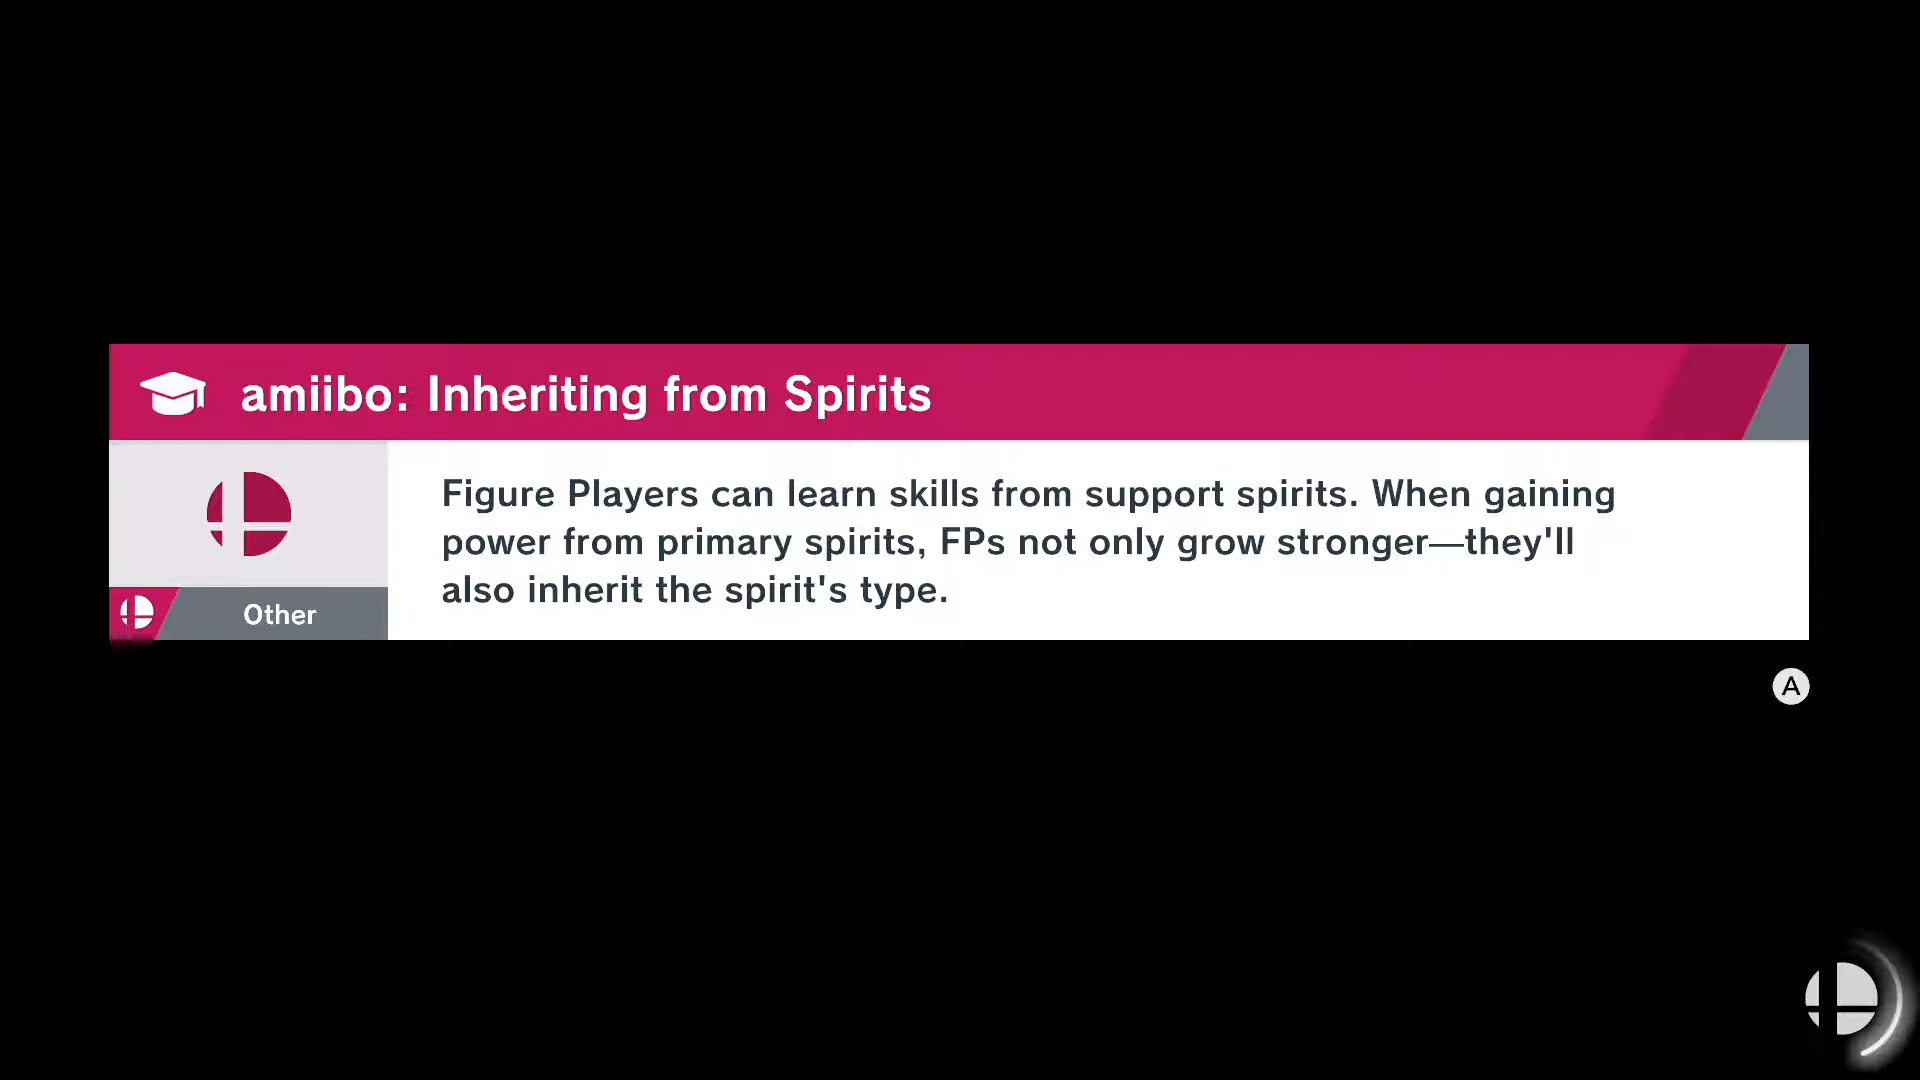 amiibo: Inheriting from Spirits
Figure Players can learn skills from support spirits. When gaining
power from primary spirits, FPs not only grow stronger—they'll
also inherit the spirit's type.
Other
A